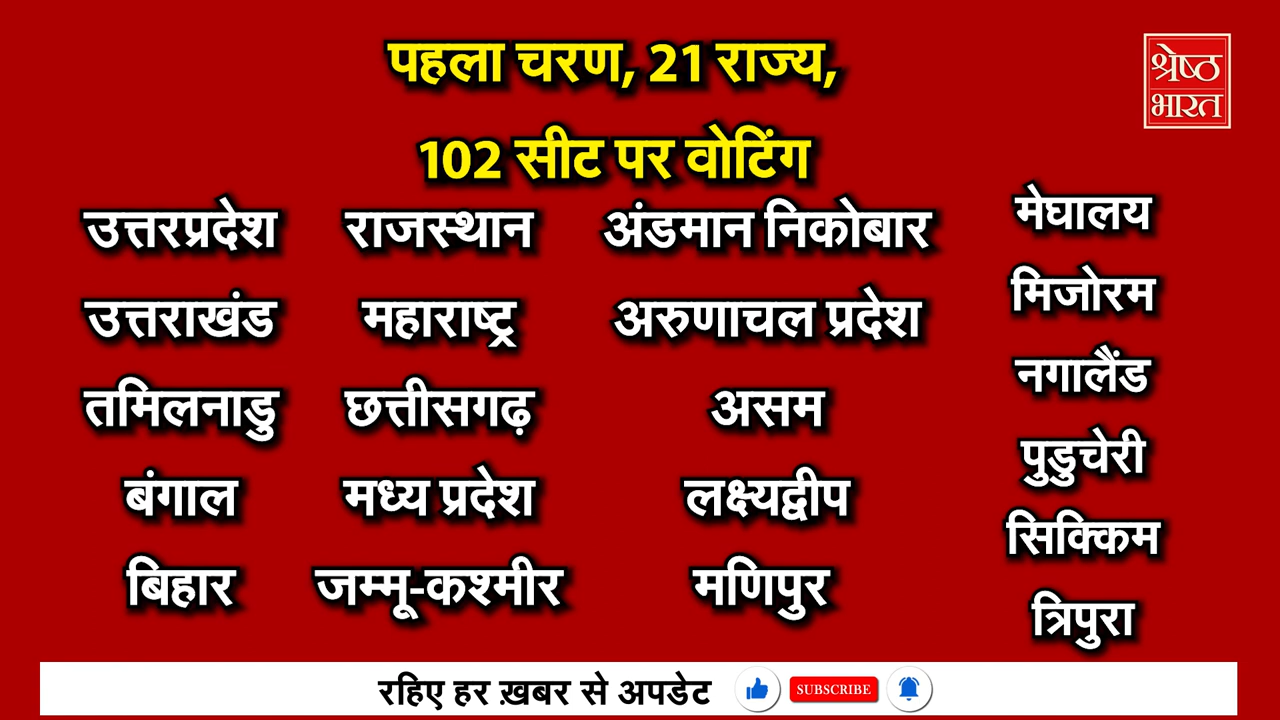 पहला चरण, 21 राज्य,
102 सीट पर वोटिंग
श्रेष्ठ
भारत
उत्तरप्रदेश
उत्तराखंड
तमिलनाडु
बंगाल
बिहार
राजस्थान
महाराष्ट्र
छत्तीसगढ़
मध्य प्रदेश
जम्मू-कश्मीर
अंडमान निकोबार
अरुणाचल प्रदेश
असम
लक्ष्यद्वीप
मणिपुर
मेघालय
मिजोरम
नगालैंड
पुडुचेरी
सिक्किम
त्रिपुरा
रहिए हर ख़बर से अपडेट SUBSCRIBE